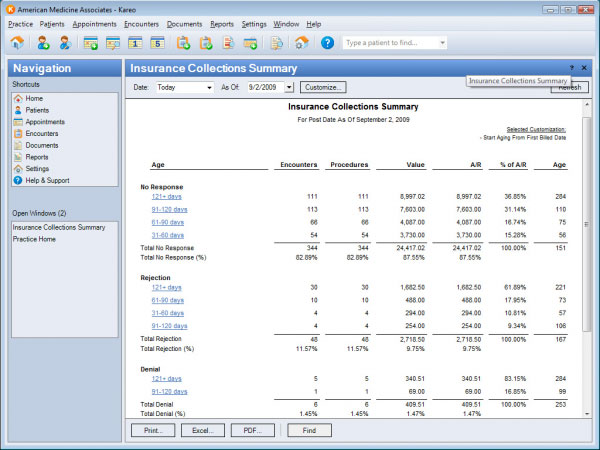 American Medicine Associates - Kareo
Practice Patients Appointments Encounters Documents Reports Settings Window Help
1 5 ? Type a patient to find...
Navigation
Shortcuts
Home
Patients
Appointments
Encounters
Documents
Reports
Settings
Help & Support
Open Windows (2)
Insurance Collections Summary
Practice Home
Insurance Collections Summary
Insurance Collections Summary
Date: Today As Of: 9/2/2009 Customize... Refresh
Insurance Collections Summary
For Post Date As Of September 2, 2009
Selected Customization:
- Start Aging From First Billed Date
Age Encounters Procedures Value A/R % of A/R Age
No Response
121+ days 111 111 8,997.02 8,997.02 36.85% 284
91-120 days 113 113 7,603.00 7,603.00 31.14% 110
61-90 days 66 66 4,087.00 4,087.00 16.74% 75
31-60 days 54 54 3,730.00 3,730.00 15.28% 56
Total No Response 344 344 24,417.02 24,417.02 100.00% 151
Total No Response (%) 82.89% 82.89% 87.55% 87.55%
Rejection
121+ days 30 30 1,682.50 1,682.50 61.89% 221
61-90 days 10 10 488.00 488.00 17.95% 73
31-60 days 4 4 294.00 294.00 10.81% 57
91-120 days 4 4 254.00 254.00 9.34% 106
Total Rejection 48 48 2,718.50 2,718.50 100.00% 167
Total Rejection (%) 11.57% 11.57% 9.75% 9.75%
Denial
121+ days 5 5 340.51 340.51 83.15% 284
91-120 days 1 1 69.00 69.00 16.85% 99
Total Denial 6 6 409.51 409.51 100.00% 253
Total Denial (%) 1.45% 1.45% 1.47% 1.47%
Print... Excel... PDF... Find